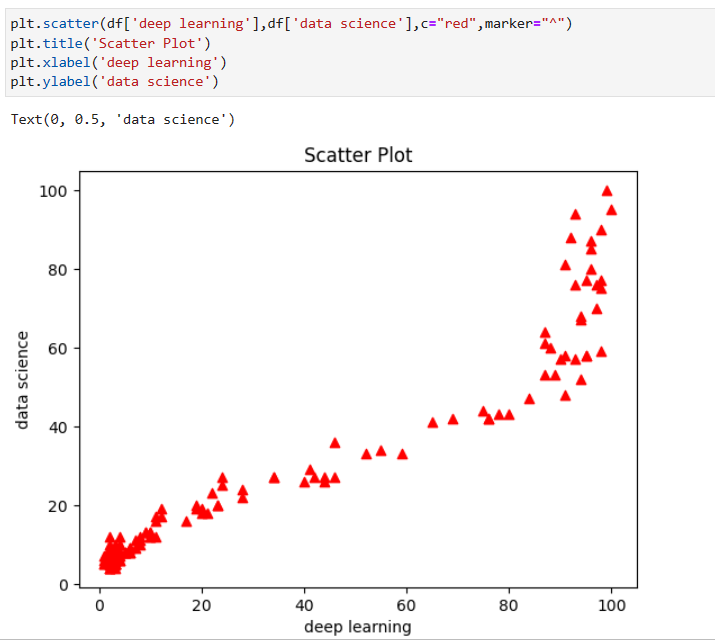 plt.scatter(df['deep learning'],df['data science'],c="red",marker="^")
plt.title('Scatter Plot')
plt.xlabel('deep learning')
plt.ylabel('data science')
Text(0, 0.5, 'data science')
Scatter Plot
100
80
60
40
20
0
data science
0 20 40 60 80 100
deep learning